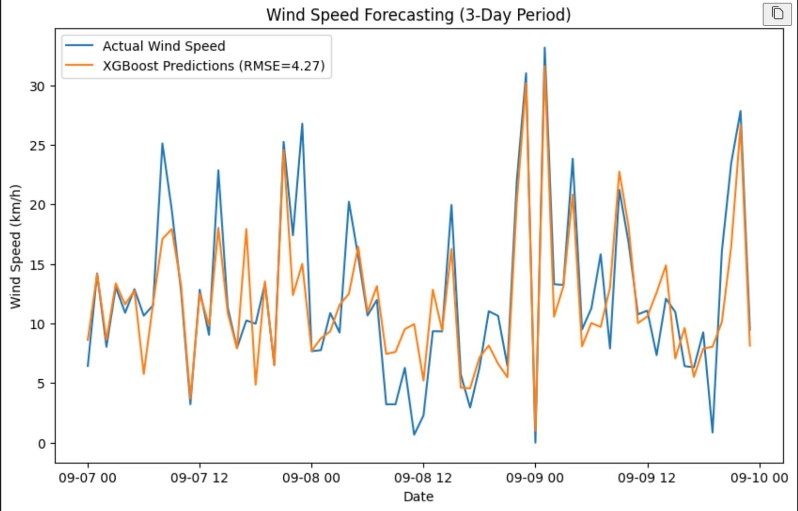 Wind Speed Forecasting (3-Day Period)
Actual Wind Speed
XGBoost Predictions (RMSE=4.27)
Wind Speed (km/h)
30
25
20
15
10
5
0
09-07 00 09-07 12 09-08 00 09-08 12 09-09 00 09-09 12 09-10 00
Date